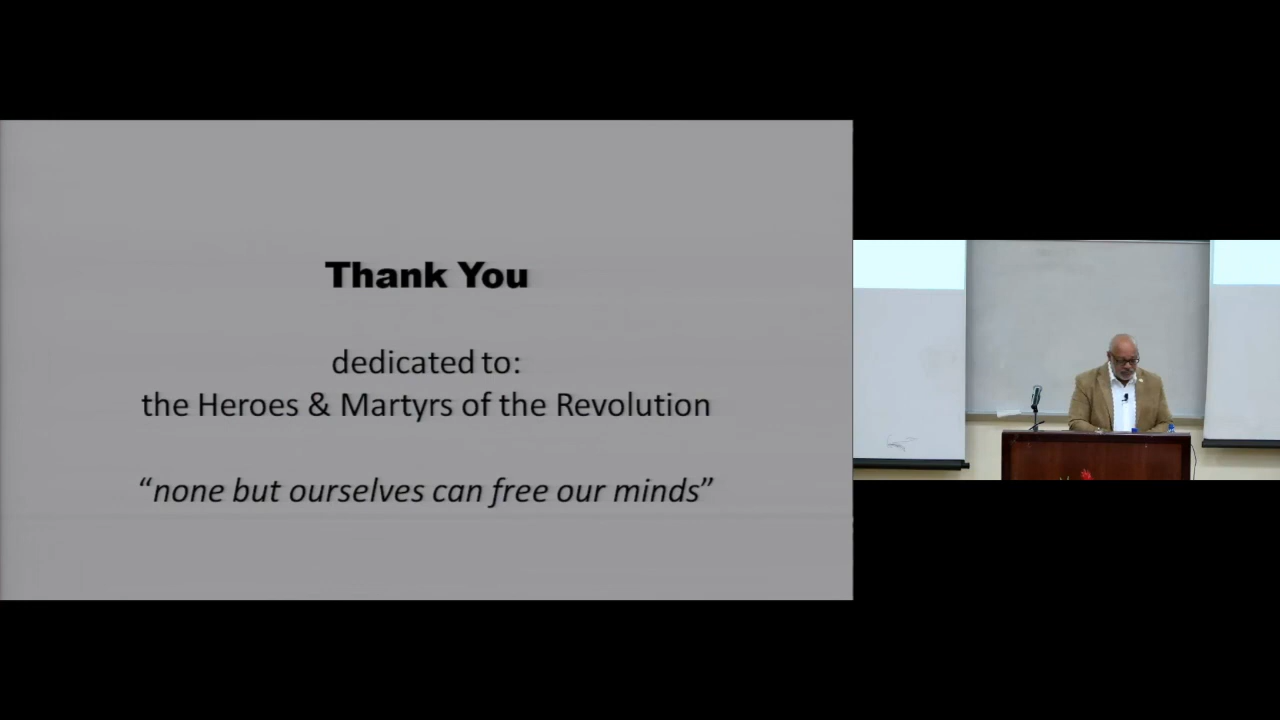 Thank You
dedicated to:
the Heroes & Martyrs of the Revolution
“none but ourselves can free our minds”